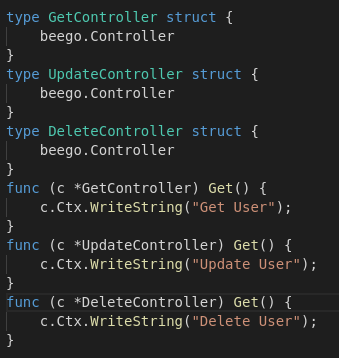 type GetController struct {
    beego.Controller
}
type UpdateController struct {
    beego.Controller
}
type DeleteController struct {
    beego.Controller
}
func (c *GetController) Get() {
    c.Ctx.WriteString("Get User");
}
func (c *UpdateController) Get() {
    c.Ctx.WriteString("Update User");
}
func (c *DeleteController) Get() {
    c.Ctx.WriteString("Delete User");
}